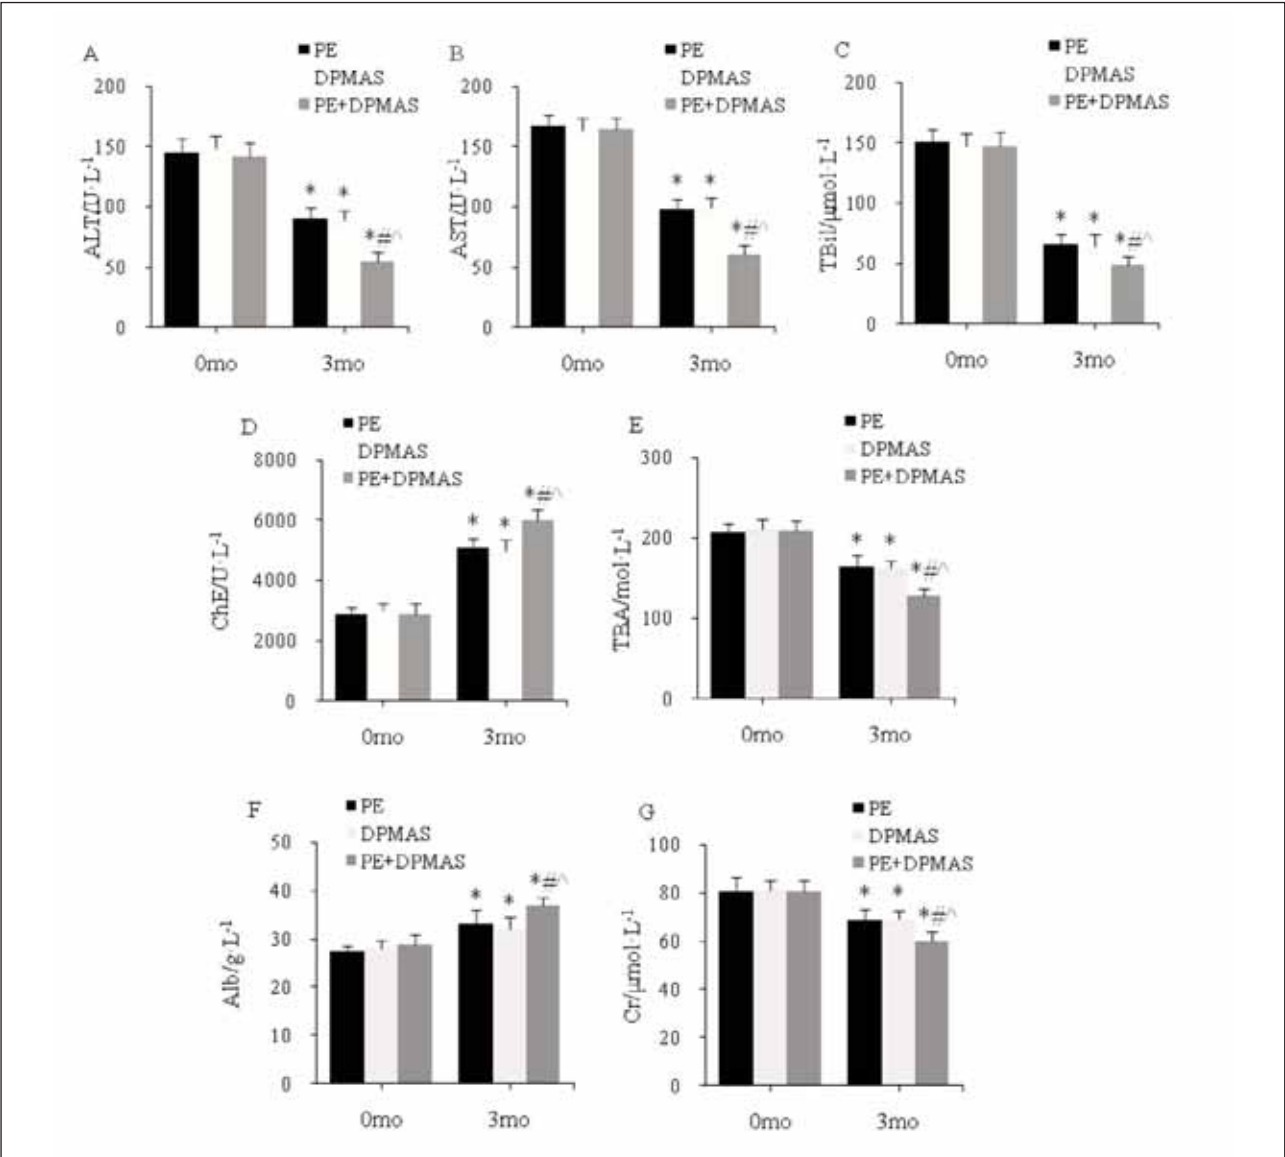 A
PE
DPMAS
PE+DPMAS
200
150
100
50
0
ALT/U·L-1
* *
*#^
0mo 3mo
B
PE
DPMAS
PE+DPMAS
200
150
100
50
0
AST/U·L-1
* *
*#^
0mo 3mo
C
PE
DPMAS
PE+DPMAS
200
150
100
50
0
TBil/μmol·L-1
* *
*#^
0mo 3mo
D
PE
DPMAS
PE+DPMAS
8000
6000
4000
2000
0
ChE/U·L-1
* *
*#^
0mo 3mo
E
PE
DPMAS
PE+DPMAS
300
200
100
0
TBA/mol·L-1
* *
*#^
0mo 3mo
F
PE
DPMAS
PE+DPMAS
50
40
30
20
10
0
Alb/g·L-1
* *
*#^
0mo 3mo
G
PE
DPMAS
PE+DPMAS
100
80
60
40
20
0
Cr/μmol·L-1
* *
*#^
0mo 3mo